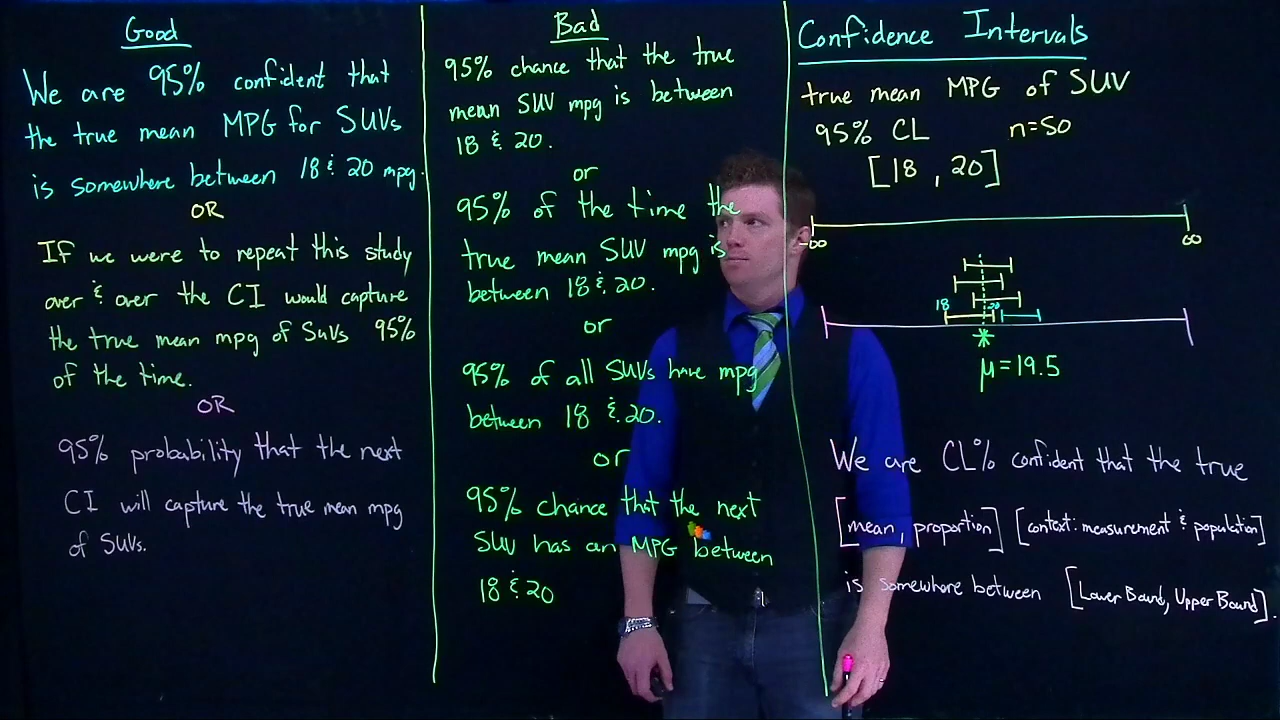 Good
We are 95% confident that
the true mean MPG for SUVs
is somewhere between 18 & 20 mpg.
OR
If we were to repeat this study
over & over the CI would capture
the true mean mpg of SUVs 95%
of the time.
OR
95% probability that the next
CI will capture the true mean mpg
of SUVs.
Bad
95% chance that the true
mean SUV mpg is between
18 & 20.
or
95% of the time the
true mean SUV mpg is
between 18 & 20.
or
95% of all SUVs have mpg
between 18 & 20.
or
95% chance that the next
SUV has an MPG between
18 & 20
Confidence Intervals
true mean MPG of SUV
95% CL n=50
[18, 20]
-∞ ∞
18 20
μ=19.5
We are CL% confident that the true
[mean, proportion] [context: measurement & population]
is somewhere between [Lower Bound, Upper Bound].